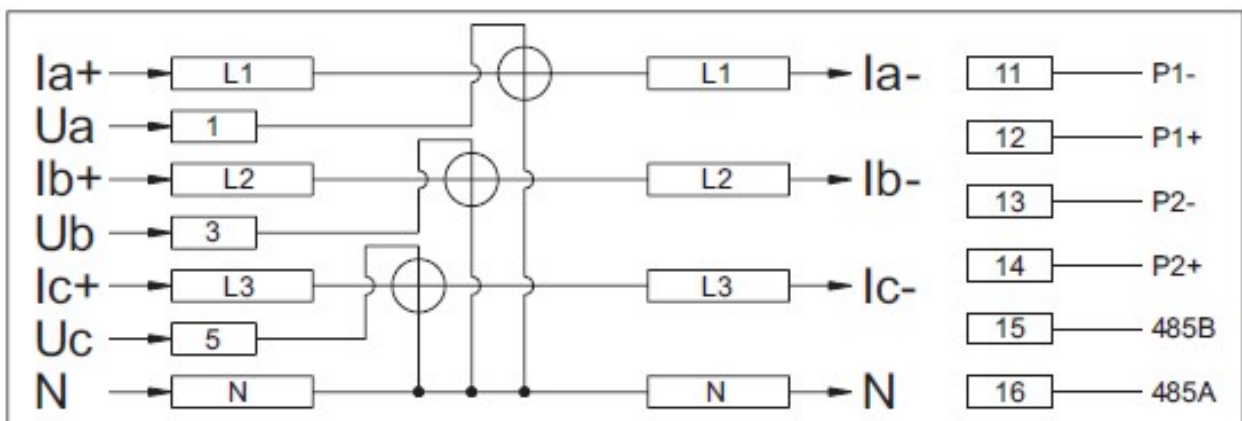 Ia+ L1 L1 Ia- 11 P1-
Ua 1
12 P1+
Ib+ L2 L2 Ib- 
13 P2-
Ub 3
14 P2+
Ic+ L3 L3 Ic-
15 485B
Uc 5
N N N N 16 485A